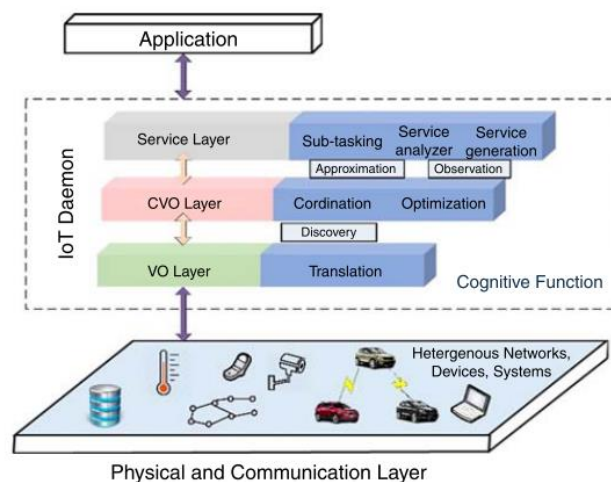 Application
IoT Daemon
Service Layer
Sub-tasking
Service
analyzer
Service
generation
Approximation
Observation
CVO Layer
Cordination
Optimization
Discovery
VO Layer
Translation
Cognitive Function
Hetergenous Networks,
Devices, Systems
Physical and Communication Layer